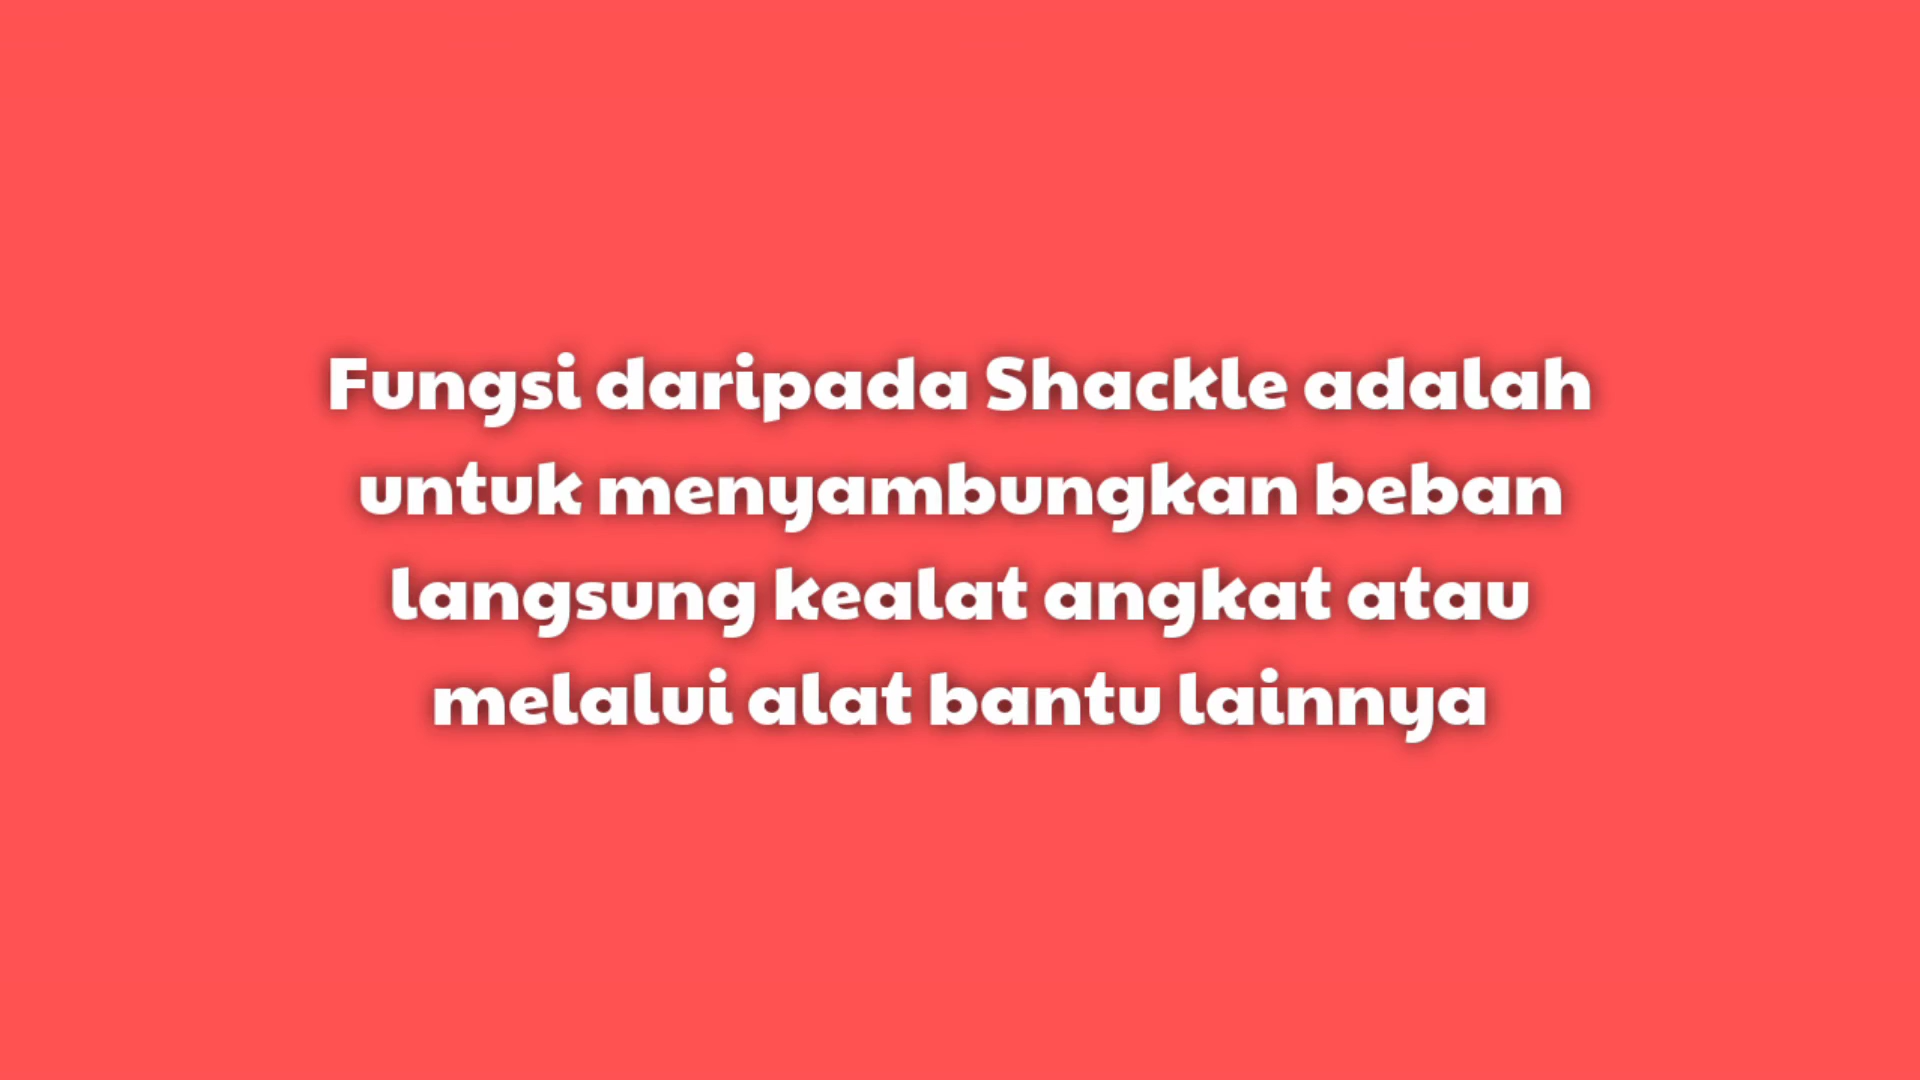 Fungsi daripada Shackle adalah
untuk menyambungkan beban
langsung kealat angkat atau
melalui alat bantu lainnya